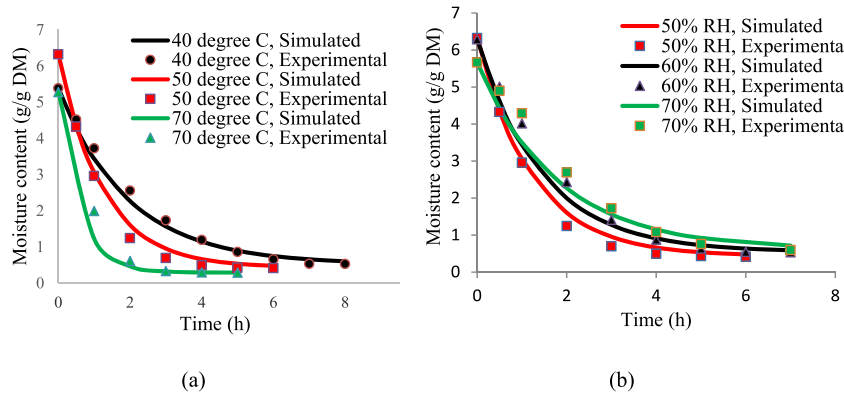 7
6
5
4
3
2
1
0
0
2
4
6
8
Moisture content (g/g DM)
Time (h)
40 degree C, Simulated
40 degree C, Experimental
50 degree C, Simulated
50 degree C, Experimental
70 degree C, Simulated
70 degree C, Experimental
(a)
7
6
5
4
3
2
1
0
0
2
4
6
8
Moisture content (g/g DM)
Time (h)
50% RH, Simulated
50% RH, Experimenta
60% RH, Simulated
60% RH, Experimenta
70% RH, Simulated
70% RH, Experimenta
(b)